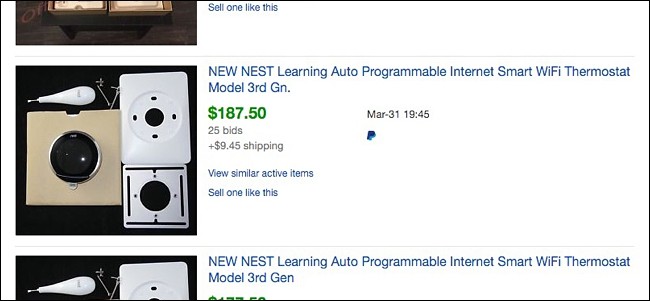 Sell one like this
NEW NEST Learning Auto Programmable Internet Smart WiFi Thermostat
Model 3rd Gn.
$187.50
Mar-31 19:45
25 bids
+$9.45 shipping
View similar active items
Sell one like this
NEW NEST Learning Auto Programmable Internet Smart WiFi Thermostat
Model 3rd Gen